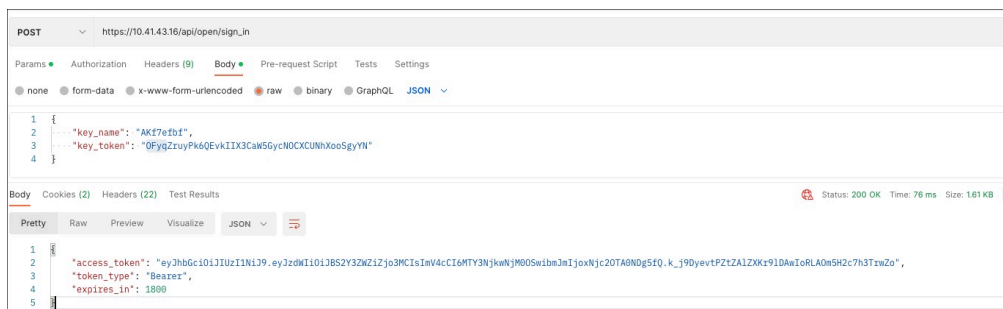 POST https://10.41.43.16/api/open/sign_in
Params Authorization Headers (9) Body Pre-request Script Tests Settings
none form-data x-www-form-urlencoded raw binary GraphQL JSON
1 {
2 "key_name": "AKf7efbf",
3 "key_token": "OFyqZruyPk6QEvkIIX3CaW5GycNOCXCUNhXooSgyYN"
4 }
Body Cookies (2) Headers (22) Test Results Status: 200 OK Time: 76 ms Size: 1.61 KB
Pretty Raw Preview Visualize JSON
1 {
2 "access_token": "eyJhbGciOiJIUzI1NiJ9.eyJzdWIiOiJBS2Y3ZWZiZjo3MCIsImV4cCI6MTY3NjkwNjM0OSwibmJmIjoxNjc2OTA0NDg5fQ.k_j9DyevtPZtZAlZXKr9lDAwIoRLAOm5H2c7h3TrwZo",
3 "token_type": "Bearer",
4 "expires_in": 1800
5 }